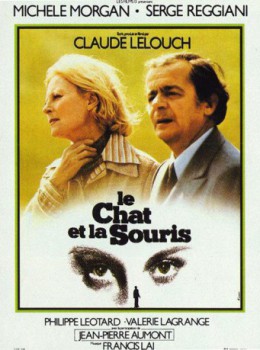 MICHELE MORGAN • SERGE REGGIANI
CLAUDE LELOUCH
le
Chat
et la
Souris
PHILIPPE LEOTARD • VALERIE LAGRANGE
JEAN-PIERRE AUMONT
FRANCIS LAI